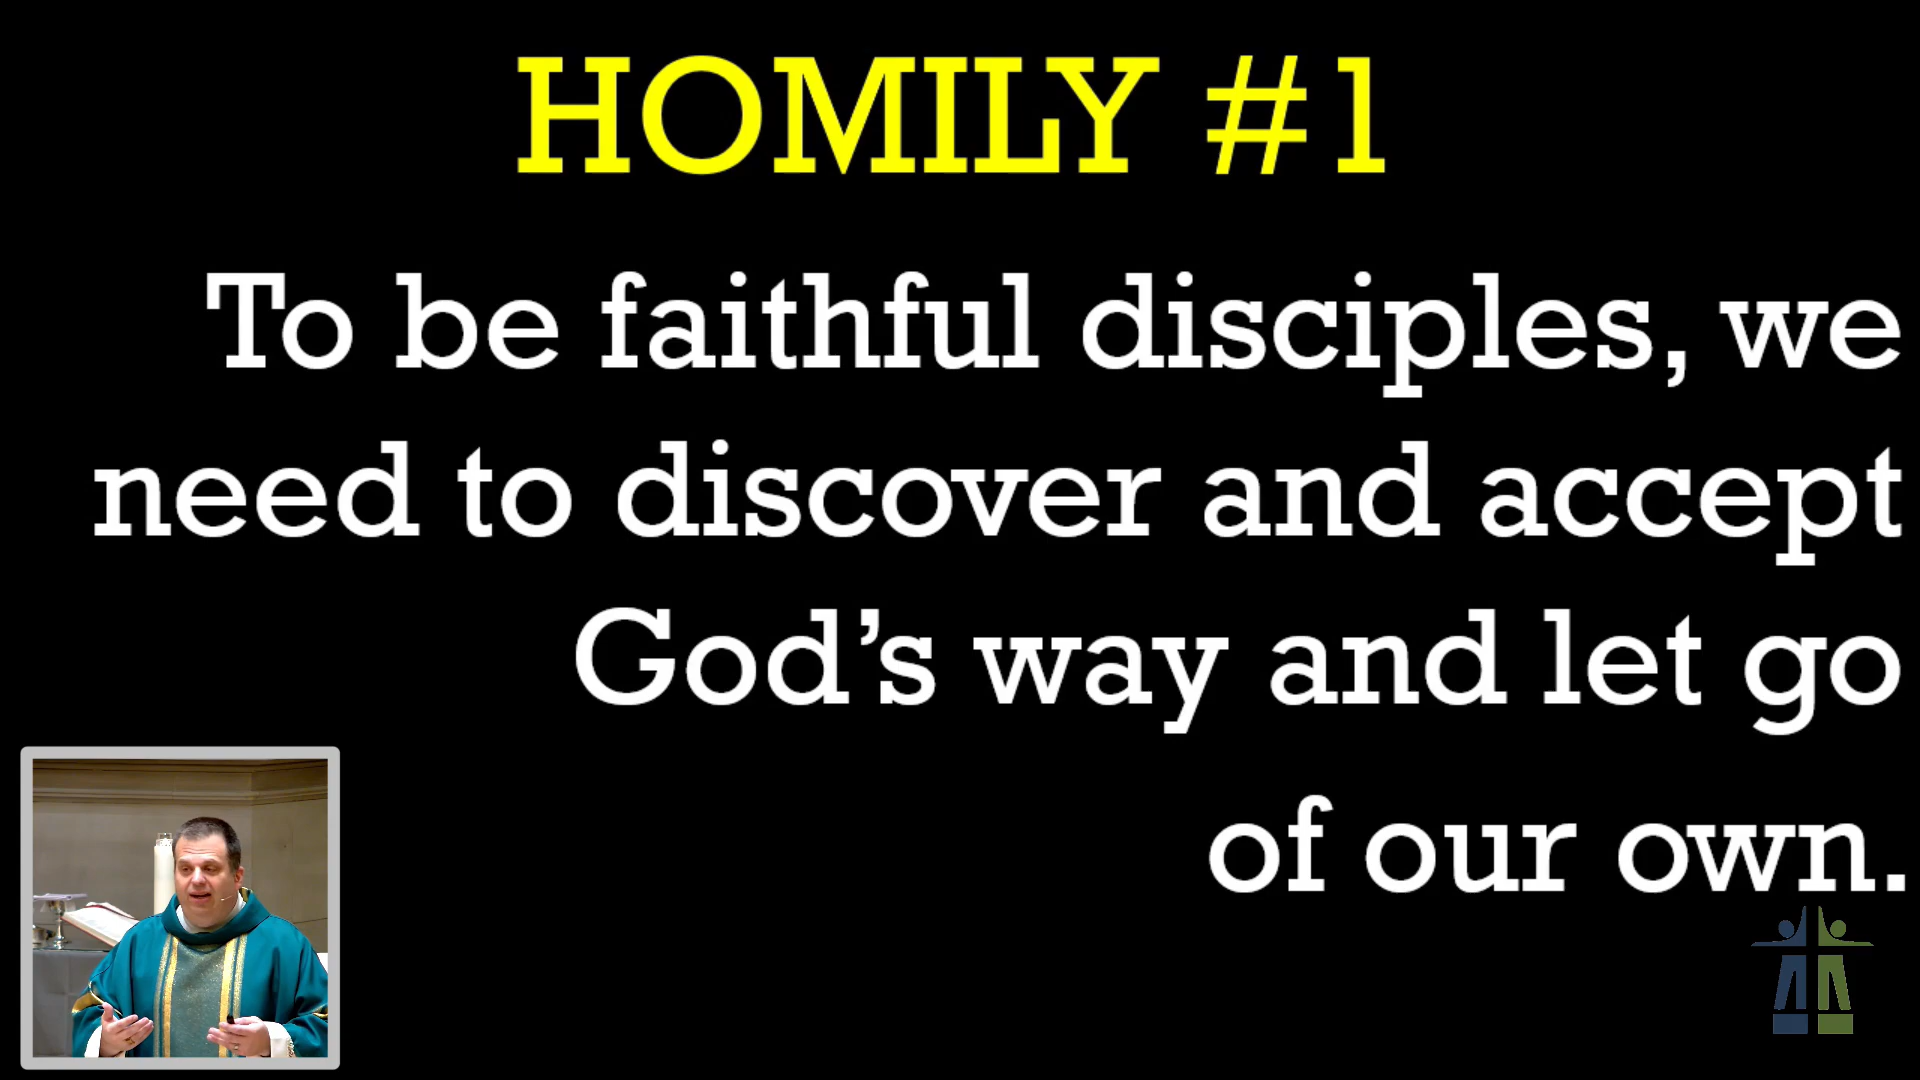 HOMILY #1
To be faithful disciples, we
need to discover and accept
God’s way and let go
of our own.